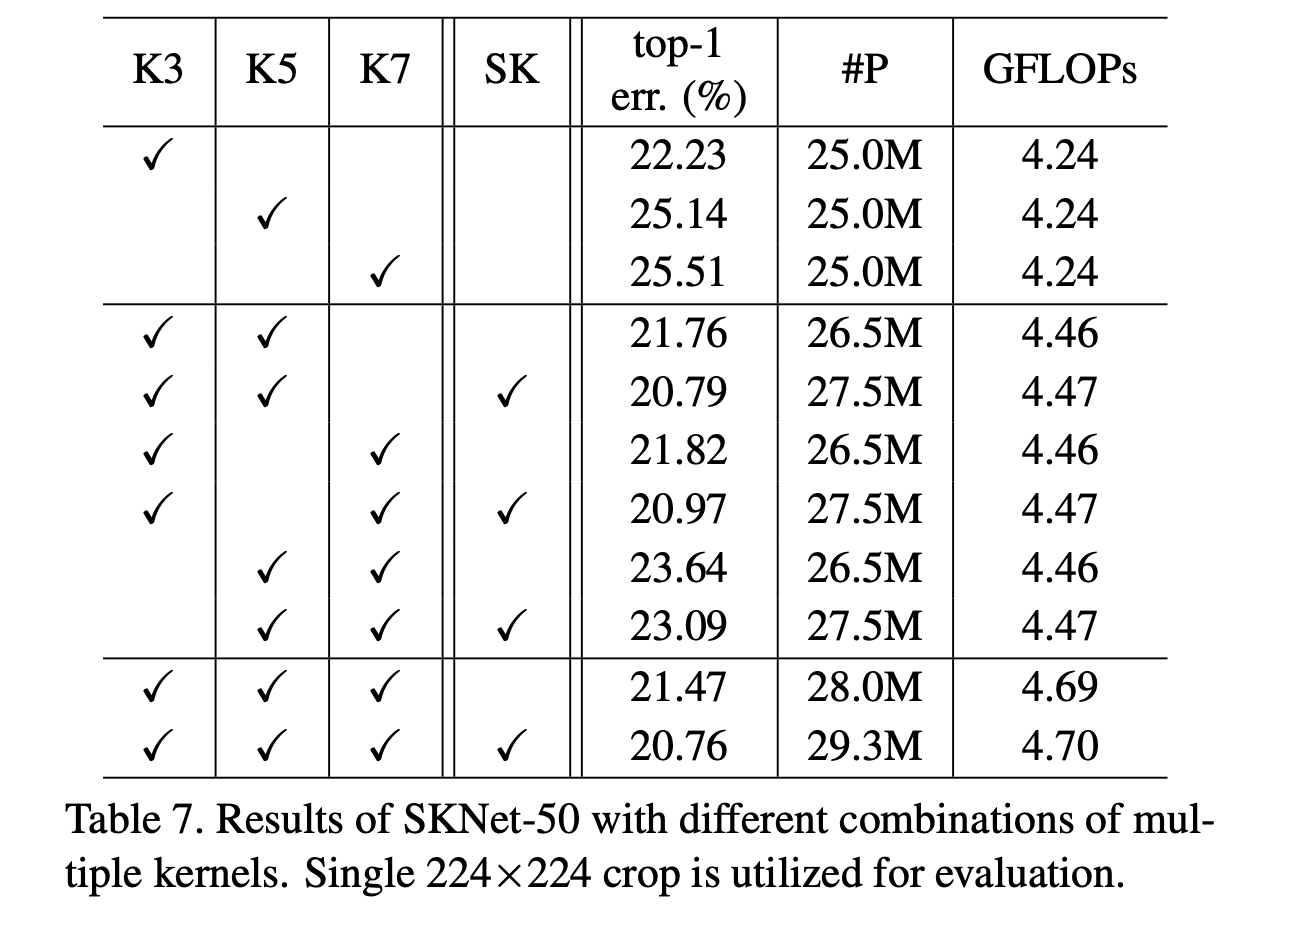 K3 K5 K7 SK top-1 err. (%) #P GFLOPs
✓ 22.23 25.0M 4.24
✓ 25.14 25.0M 4.24
✓ 25.51 25.0M 4.24
✓ ✓ 21.76 26.5M 4.46
✓ ✓ ✓ 20.79 27.5M 4.47
✓ ✓ 21.82 26.5M 4.46
✓ ✓ ✓ 20.97 27.5M 4.47
✓ ✓ 23.64 26.5M 4.46
✓ ✓ ✓ 23.09 27.5M 4.47
✓ ✓ ✓ 21.47 28.0M 4.69
✓ ✓ ✓ ✓ 20.76 29.3M 4.70
Table 7. Results of SKNet-50 with different combinations of mul-
tiple kernels. Single 224×224 crop is utilized for evaluation.